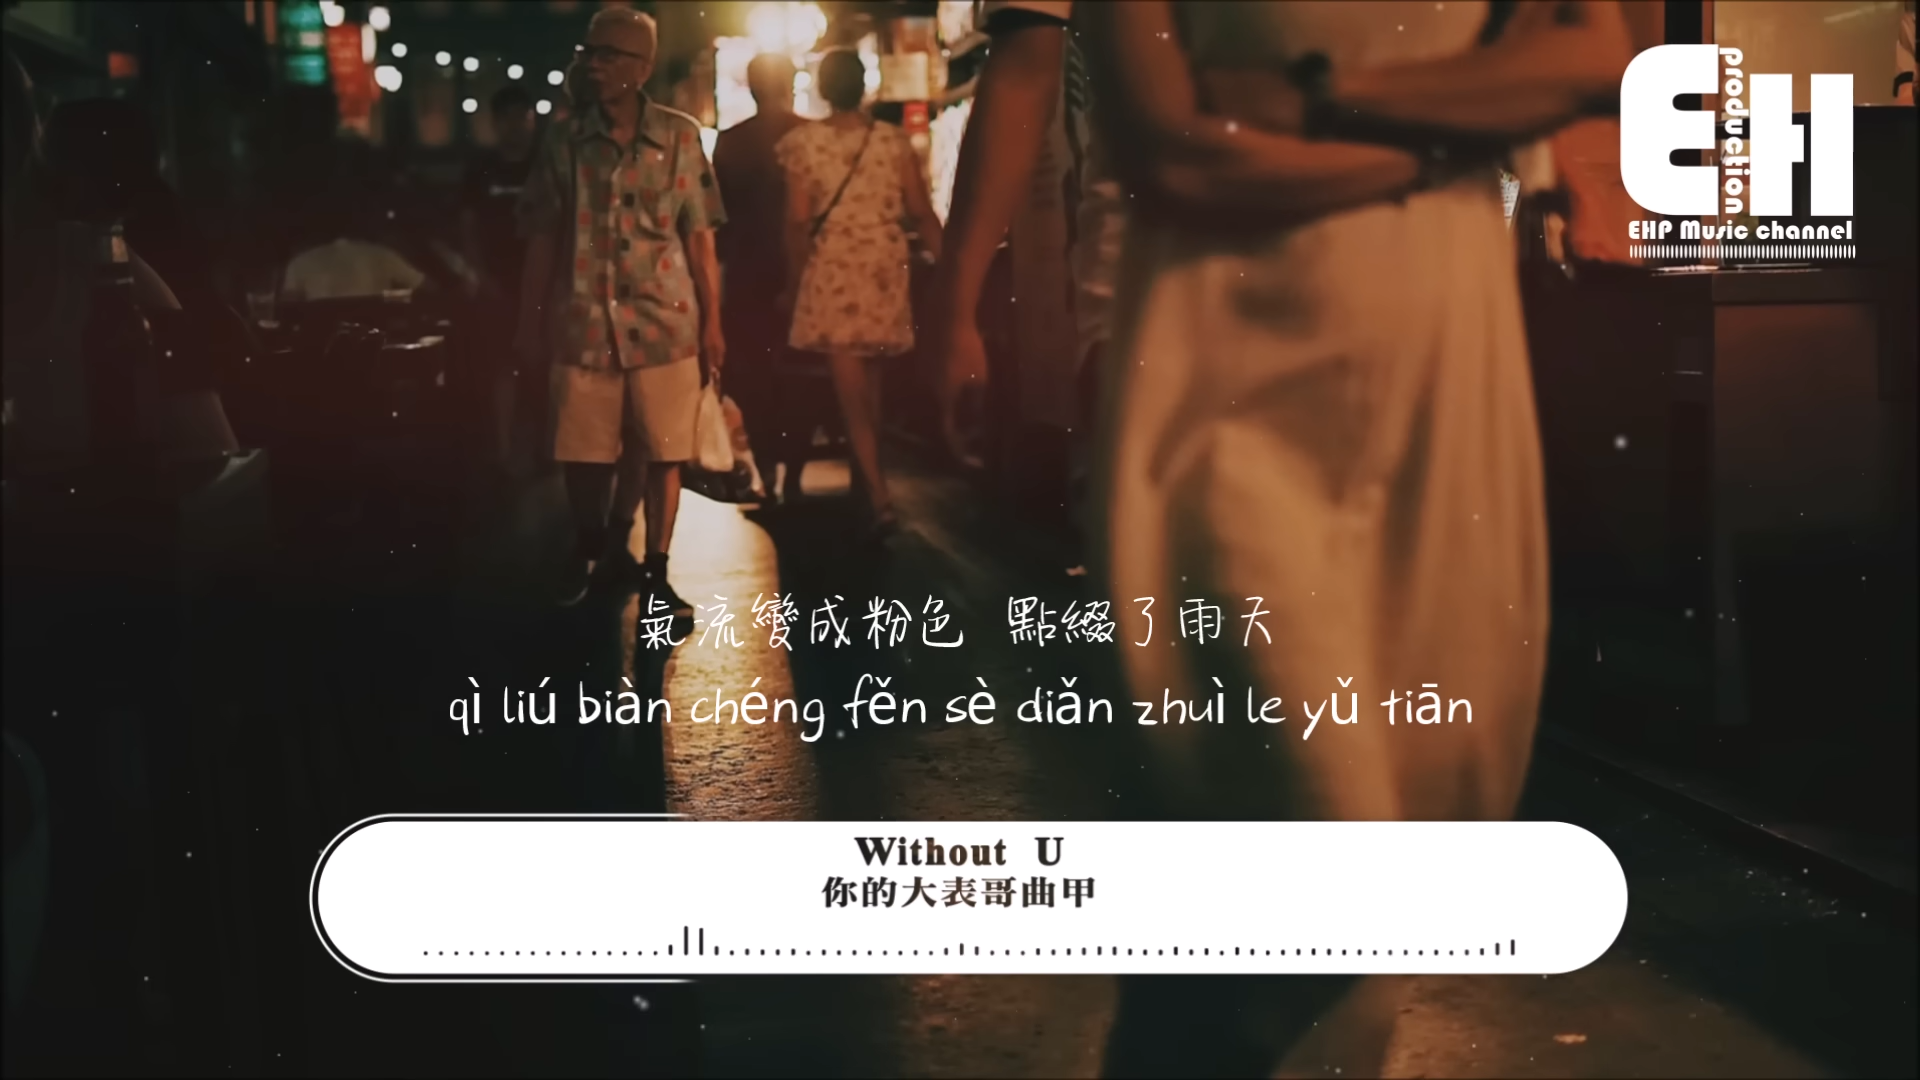 EH
production
EHP Music channel
氣流變成粉色 點綴了雨天
qì liú biàn chéng fěn sè diǎn zhuì le yǔ tiān
Without U
你的大表哥曲甲